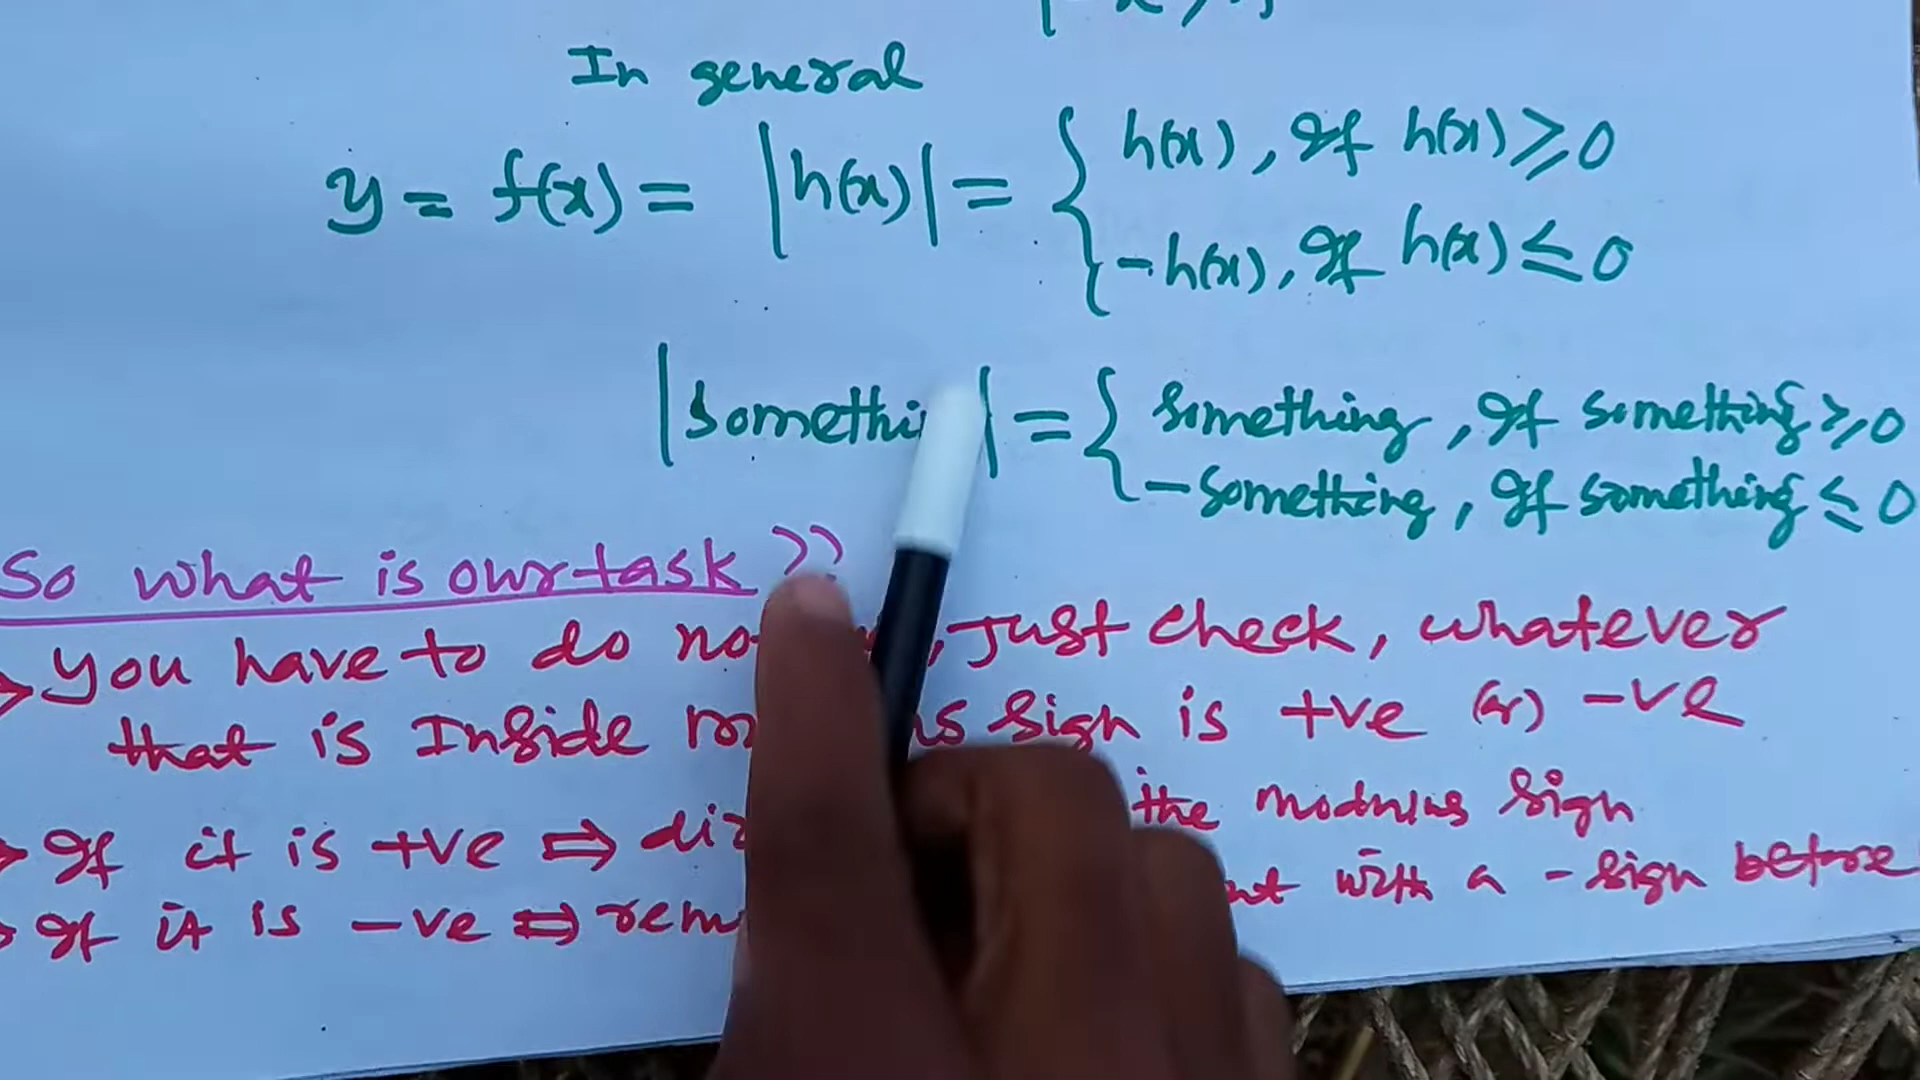 In general
y = f(x) = |h(x)| = { h(x), If h(x) ≥ 0
-h(x), If h(x) ≤ 0
|Somethi | = { Something, If something ≥ 0
-Something, If something ≤ 0
So what is our task ??
You have to do , Just check, whatever
that is Inside sign is +ve (or) -ve
If it is +ve ⇒ the modulus sign
If it is -ve ⇒ with a - sign before